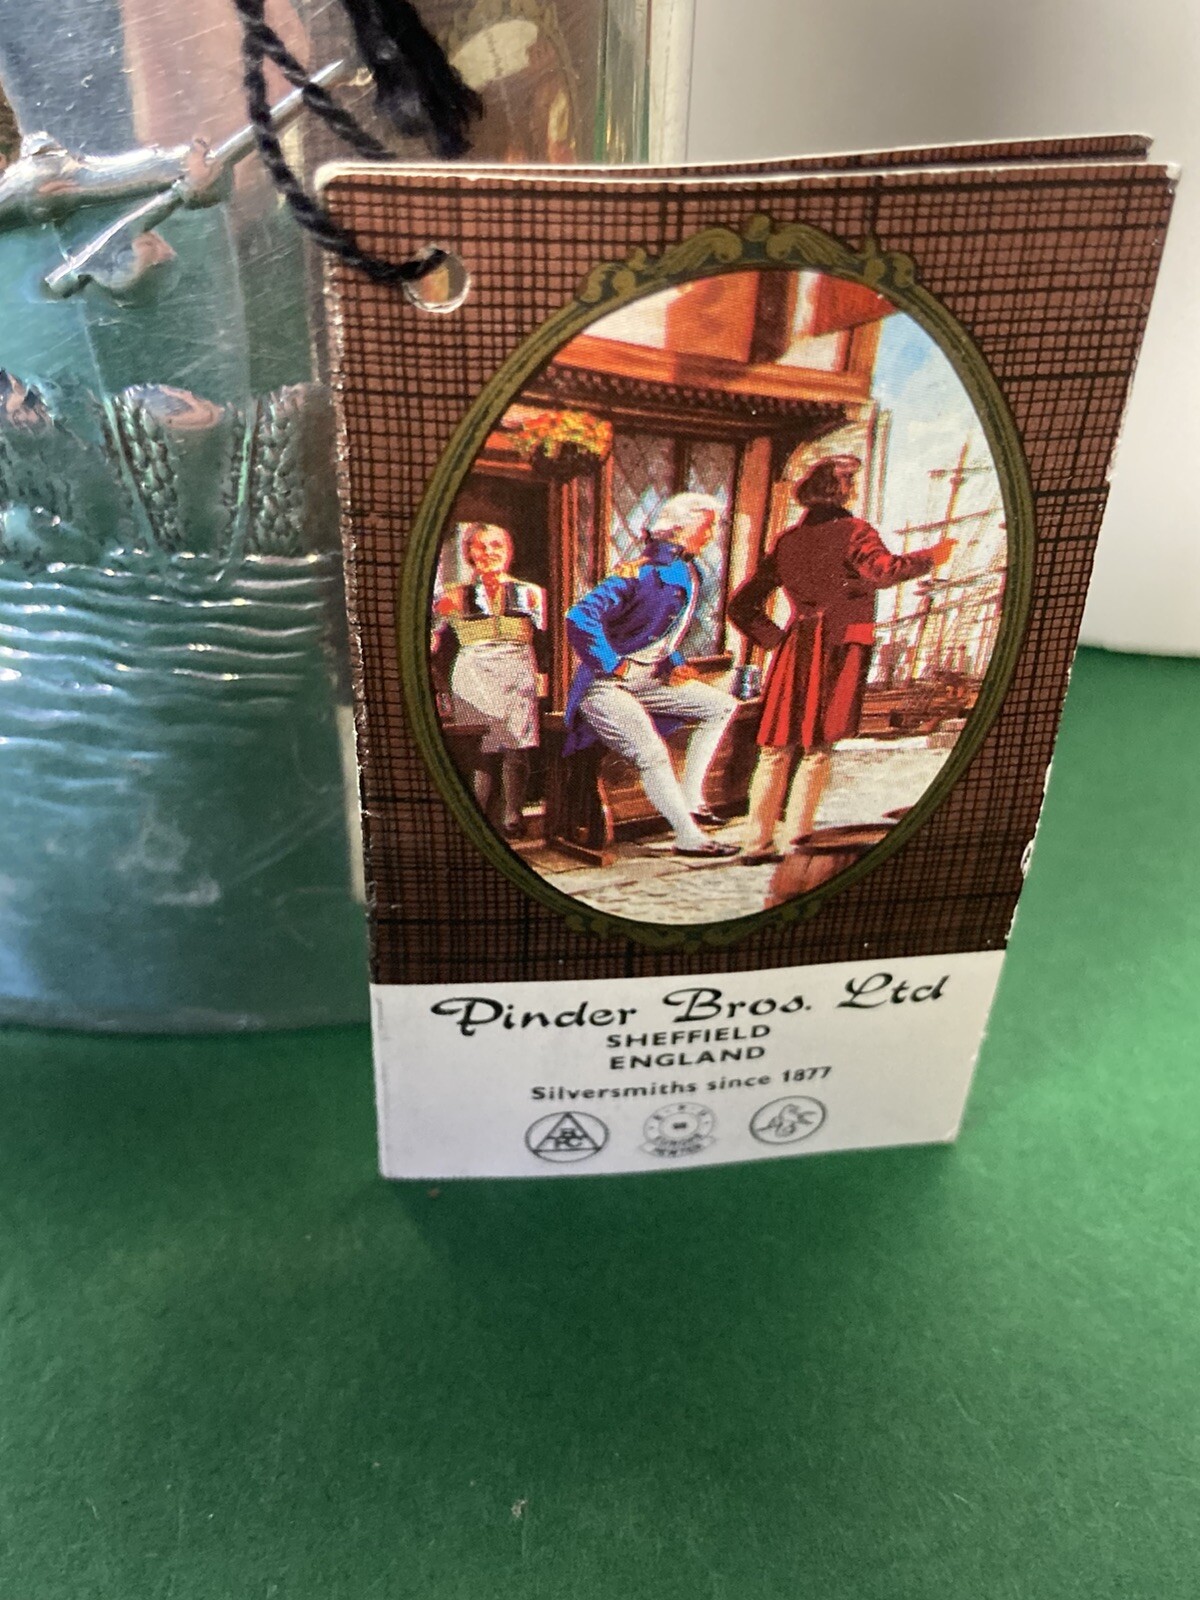 Pinder Bros. Ltd
SHEFFIELD
ENGLAND
Silversmiths since 1877